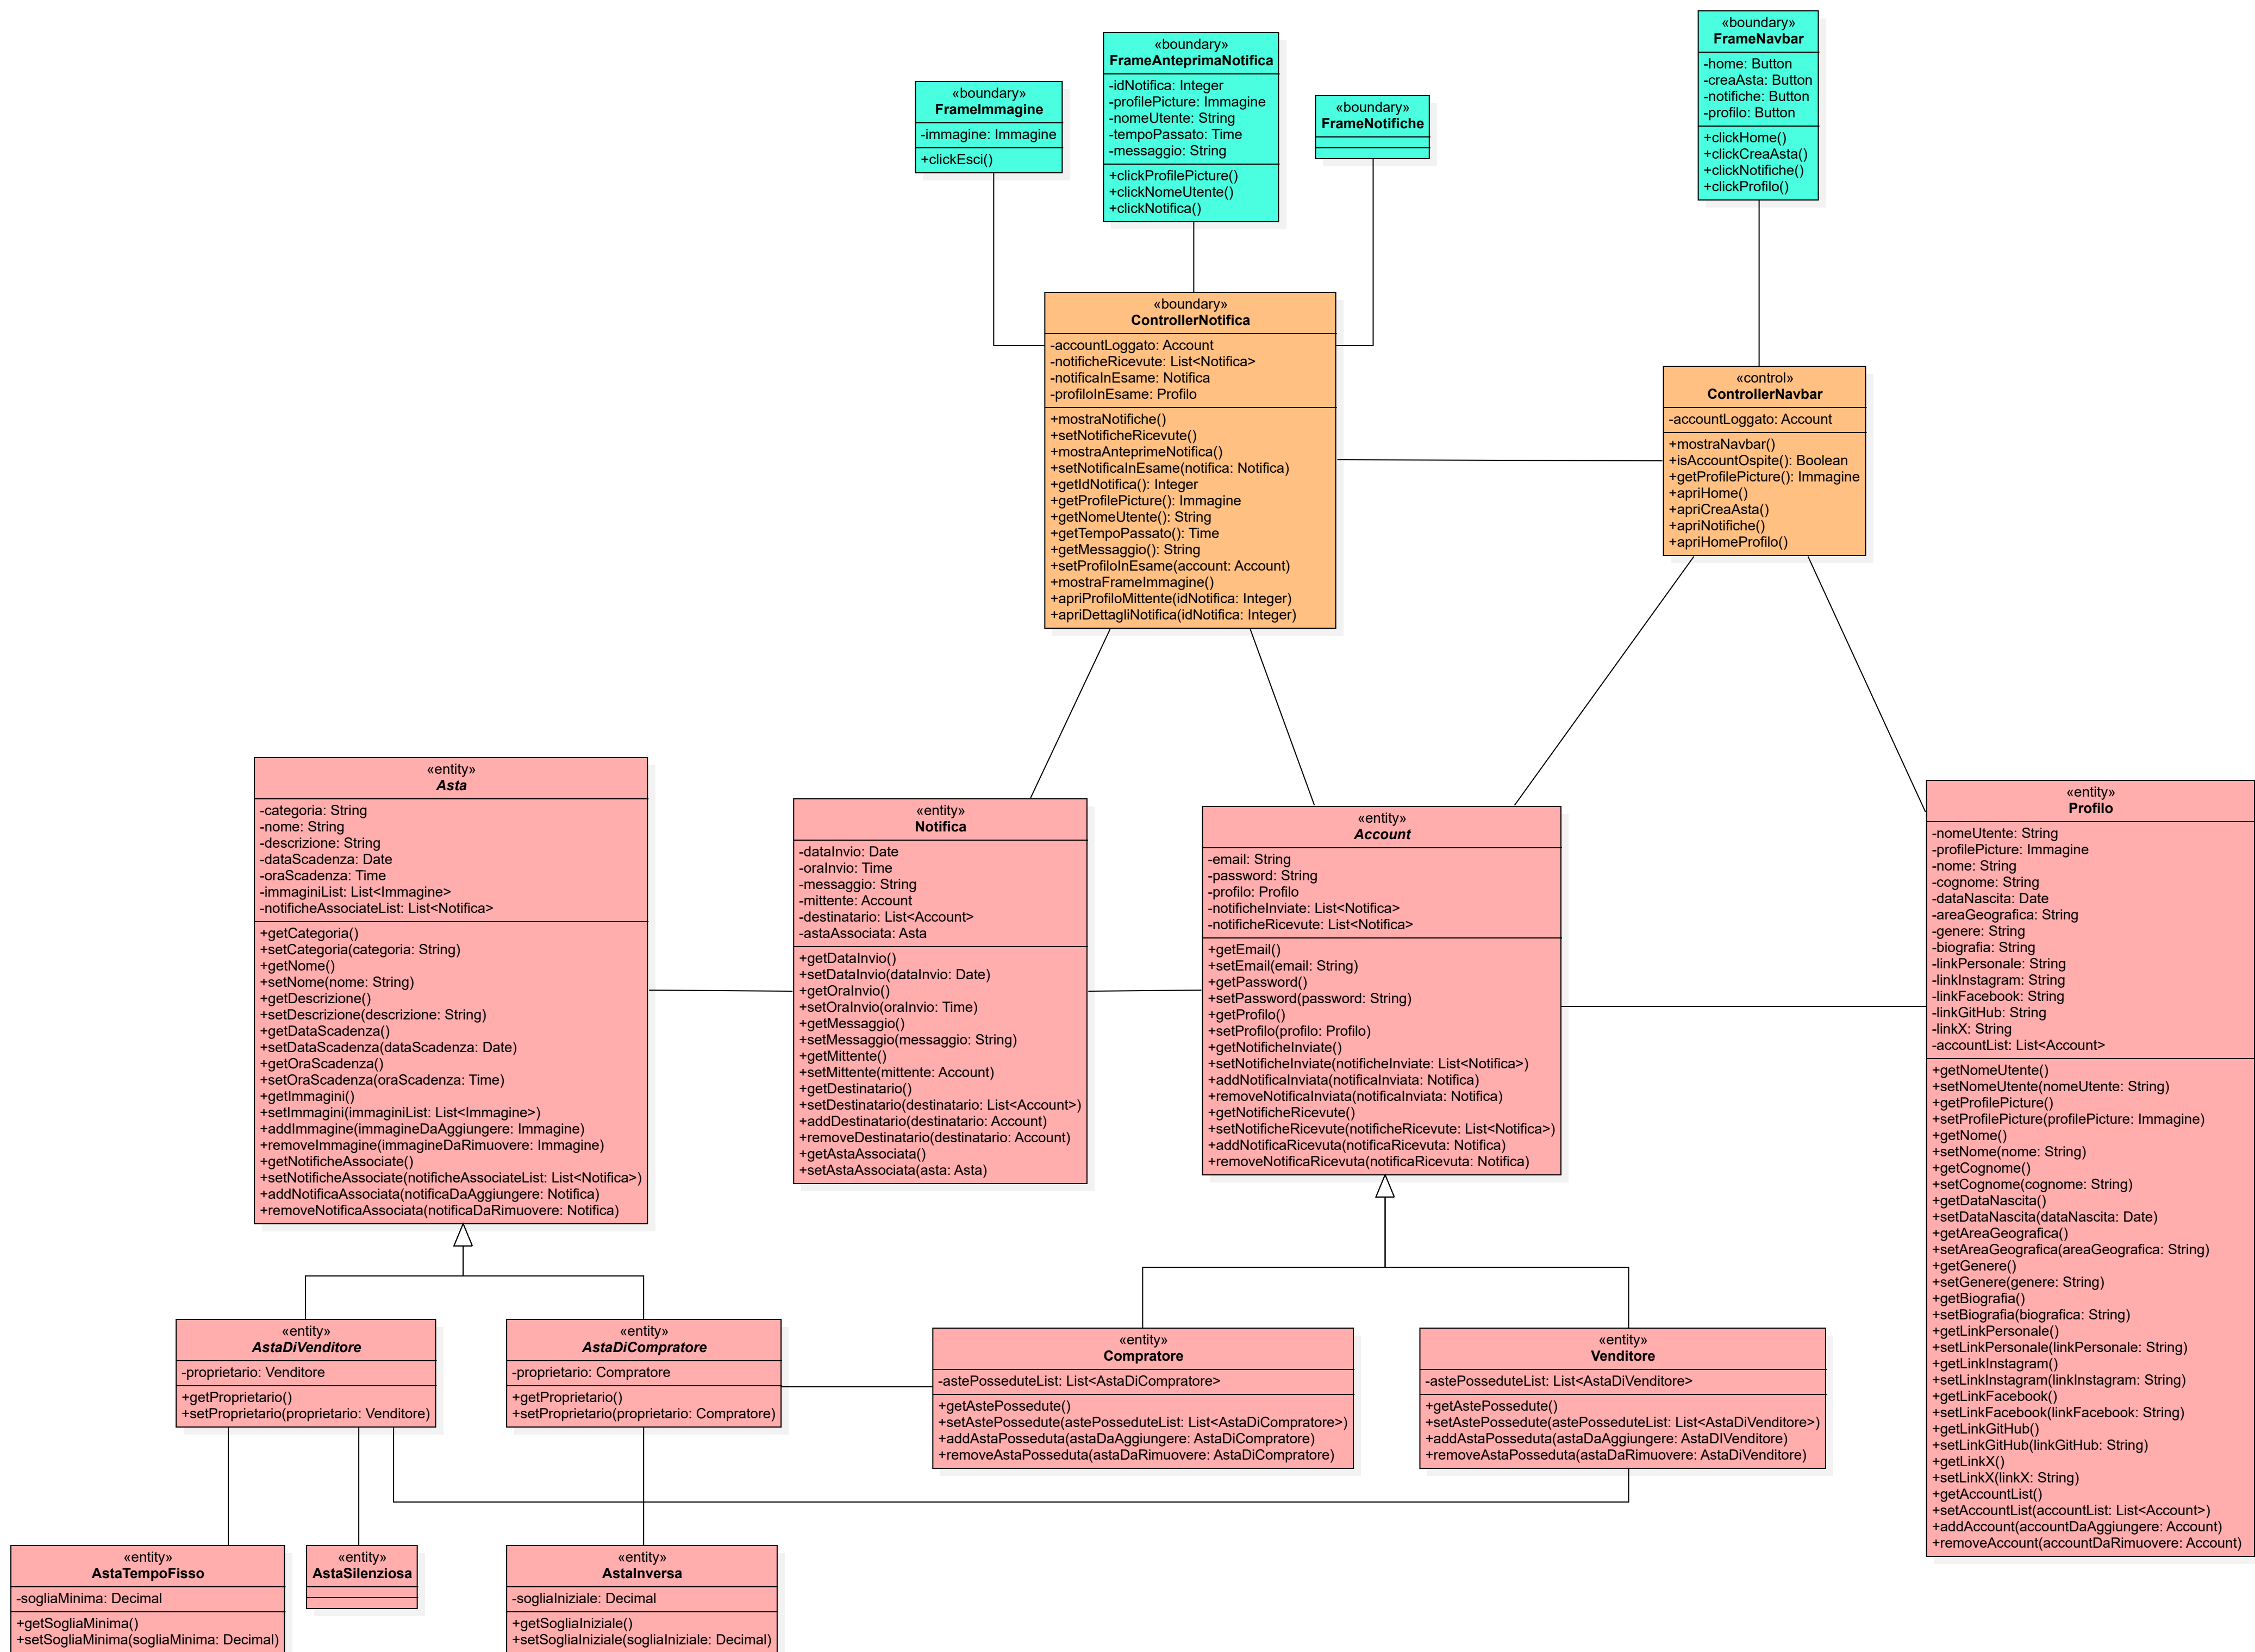 «boundary»
FrameImmagine
-immagine: Immagine
+clickEsci()
«boundary»
FrameAnteprimaNotifica
-idNotifica: Integer
-profilePicture: Immagine
-nomeUtente: String
-tempoPassato: Time
-messaggio: String
+clickProfilePicture()
+clickNomeUtente()
+clickNotifica()
«boundary»
FrameNotifiche
«boundary»
FrameNavbar
-home: Button
-creaAsta: Button
-notifiche: Button
-profilo: Button
+clickHome()
+clickCreaAsta()
+clickNotifiche()
+clickProfilo()
«boundary»
ControllerNotifica
-accountLoggato: Account
-notificheRicevute: List<Notifica>
-notificaInEsame: Notifica
-profiloInEsame: Profilo
+mostraNotifiche()
+setNotificheRicevute()
+mostraAnteprimeNotifica()
+setNotificaInEsame(notifica: Notifica)
+getIdNotifica(): Integer
+getProfilePicture(): Immagine
+getNomeUtente(): String
+getTempoPassato(): Time
+getMessaggio(): String
+setProfiloInEsame(account: Account)
+mostraFrameImmagine()
+apriProfiloMittente(idNotifica: Integer)
+apriDettagliNotifica(idNotifica: Integer)
«control»
ControllerNavbar
-accountLoggato: Account
+mostraNavbar()
+isAccountOspite(): Boolean
+getProfilePicture(): Immagine
+apriHome()
+apriCreaAsta()
+apriNotifiche()
+apriHomeProfilo()
«entity»
Asta
-categoria: String
-nome: String
-descrizione: String
-dataScadenza: Date
-oraScadenza: Time
-immaginiList: List<Immagine>
-notificheAssociateList: List<Notifica>
+getCategoria()
+setCategoria(categoria: String)
+getNome()
+setNome(nome: String)
+getDescrizione()
+setDescrizione(descrizione: String)
+getDataScadenza()
+setDataScadenza(dataScadenza: Date)
+getOraScadenza()
+setOraScadenza(oraScadenza: Time)
+getImmagini()
+setImmagini(immaginiList: List<Immagine>)
+addImmagine(immagineDaAggiungere: Immagine)
+removeImmagine(immagineDaRimuovere: Immagine)
+getNotificheAssociate()
+setNotificheAssociate(notificheAssociateList: List<Notifica>)
+addNotificaAssociata(notificaDaAggiungere: Notifica)
+removeNotificaAssociata(notificaDaRimuovere: Notifica)
«entity»
Notifica
-dataInvio: Date
-oraInvio: Time
-messaggio: String
-mittente: Account
-destinatario: List<Account>
-astaAssociata: Asta
+getDataInvio()
+setDataInvio(dataInvio: Date)
+getOraInvio()
+setOraInvio(oraInvio: Time)
+getMessaggio()
+setMessaggio(messaggio: String)
+getMittente()
+setMittente(mittente: Account)
+getDestinatario()
+setDestinatario(destinatario: List<Account>)
+addDestinatario(destinatario: Account)
+removeDestinatario(destinatario: Account)
+getAstaAssociata()
+setAstaAssociata(asta: Asta)
«entity»
Account
-email: String
-password: String
-profilo: Profilo
-notificheInviate: List<Notifica>
-notificheRicevute: List<Notifica>
+getEmail()
+setEmail(email: String)
+getPassword()
+setPassword(password: String)
+getProfilo()
+setProfilo(profilo: Profilo)
+getNotificheInviate()
+setNotificheInviate(notificheInviate: List<Notifica>)
+addNotificaInviata(notificaInviata: Notifica)
+removeNotificaInviata(notificaInviata: Notifica)
+getNotificheRicevute()
+setNotificheRicevute(notificheRicevute: List<Notifica>)
+addNotificaRicevuta(notificaRicevuta: Notifica)
+removeNotificaRicevuta(notificaRicevuta: Notifica)
«entity»
Profilo
-nomeUtente: String
-profilePicture: Immagine
-nome: String
-cognome: String
-dataNascita: Date
-areaGeografica: String
-genere: String
-biografia: String
-linkPersonale: String
-linkInstagram: String
-linkFacebook: String
-linkGitHub: String
-linkX: String
-accountList: List<Account>
+getNomeUtente()
+setNomeUtente(nomeUtente: String)
+getProfilePicture()
+setProfilePicture(profilePicture: Immagine)
+getNome()
+setNome(nome: String)
+getCognome()
+setCognome(cognome: String)
+getDataNascita()
+setDataNascita(dataNascita: Date)
+getAreaGeografica()
+setAreaGeografica(areaGeografica: String)
+getGenere()
+setGenere(genere: String)
+getBiografia()
+setBiografia(biografica: String)
+getLinkPersonale()
+setLinkPersonale(linkPersonale: String)
+getLinkInstagram()
+setLinkInstagram(linkInstagram: String)
+getLinkFacebook()
+setLinkFacebook(linkFacebook: String)
+getLinkGitHub()
+setLinkGitHub(linkGitHub: String)
+getLinkX()
+setLinkX(linkX: String)
+getAccountList()
+setAccountList(accountList: List<Account>)
+addAccount(accountDaAggiungere: Account)
+removeAccount(accountDaRimuovere: Account)
«entity»
AstaDiVenditore
-proprietario: Venditore
+getProprietario()
+setProprietario(proprietario: Venditore)
«entity»
AstaDiCompratore
-proprietario: Compratore
+getProprietario()
+setProprietario(proprietario: Compratore)
«entity»
Compratore
-astePosseduteList: List<AstaDiCompratore>
+getAstePossedute()
+setAstePossedute(astePosseduteList: List<AstaDiCompratore>)
+addAstaPosseduta(astaDaAggiungere: AstaDiCompratore)
+removeAstaPosseduta(astaDaRimuovere: AstaDiCompratore)
«entity»
Venditore
-astePosseduteList: List<AstaDiVenditore>
+getAstePossedute()
+setAstePossedute(astePosseduteList: List<AstaDiVenditore>)
+addAstaPosseduta(astaDaAggiungere: AstaDIVenditore)
+removeAstaPosseduta(astaDaRimuovere: AstaDiVenditore)
«entity»
AstaTempoFisso
-sogliaMinima: Decimal
+getSogliaMinima()
+setSogliaMinima(sogliaMinima: Decimal)
«entity»
AstaSilenziosa
«entity»
AstaInversa
-sogliaIniziale: Decimal
+getSogliaIniziale()
+setSogliaIniziale(sogliaIniziale: Decimal)